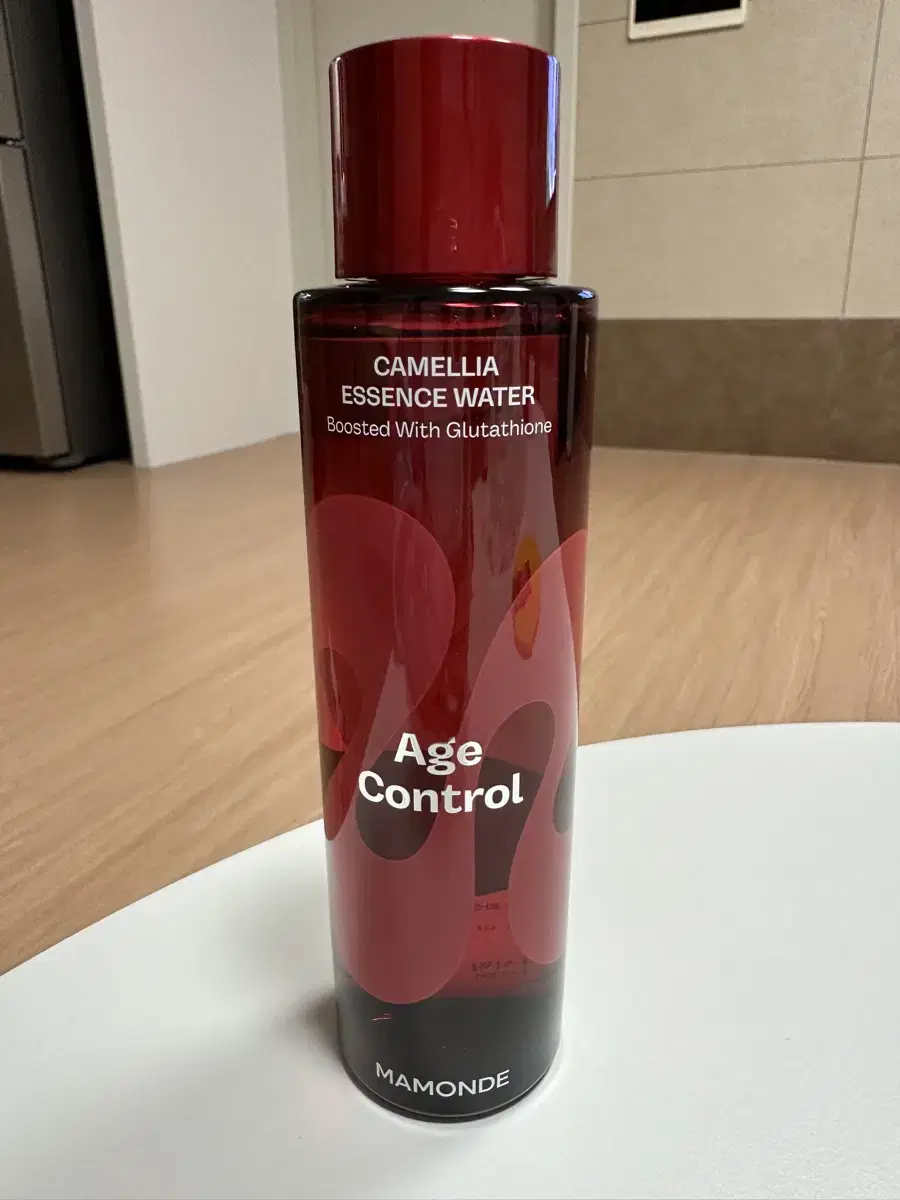 CAMELLIA
ESSENCE WATER
Boosted With Glutathione
Age
Control
MAMONDE